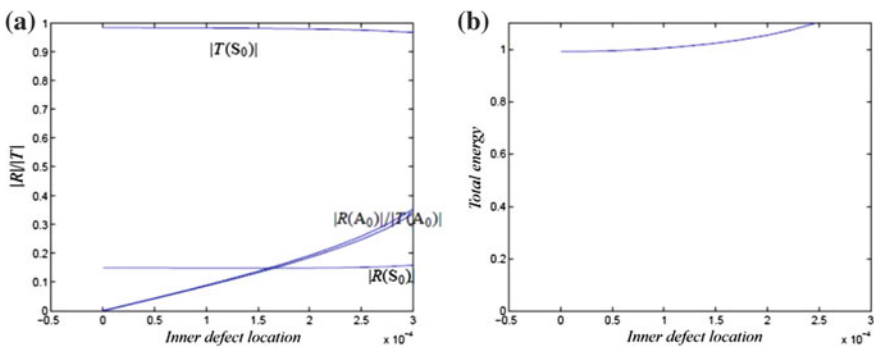 (a)
1
0.9
0.8
0.7
0.6
0.5
0.4
0.3
0.2
0.1
0
|R|/|T|
|T(S₀)|
|R(A₀)|/|T(A₀)|
|R(S₀)|
-0.5 0 0.5 1 1.5 2 2.5 3
Inner defect location
x 10⁻⁴
(b)
1
0.8
0.6
0.4
0.2
0
Total energy
-0.5 0 0.5 1 1.5 2 2.5 3
Inner defect location
x 10⁻⁴